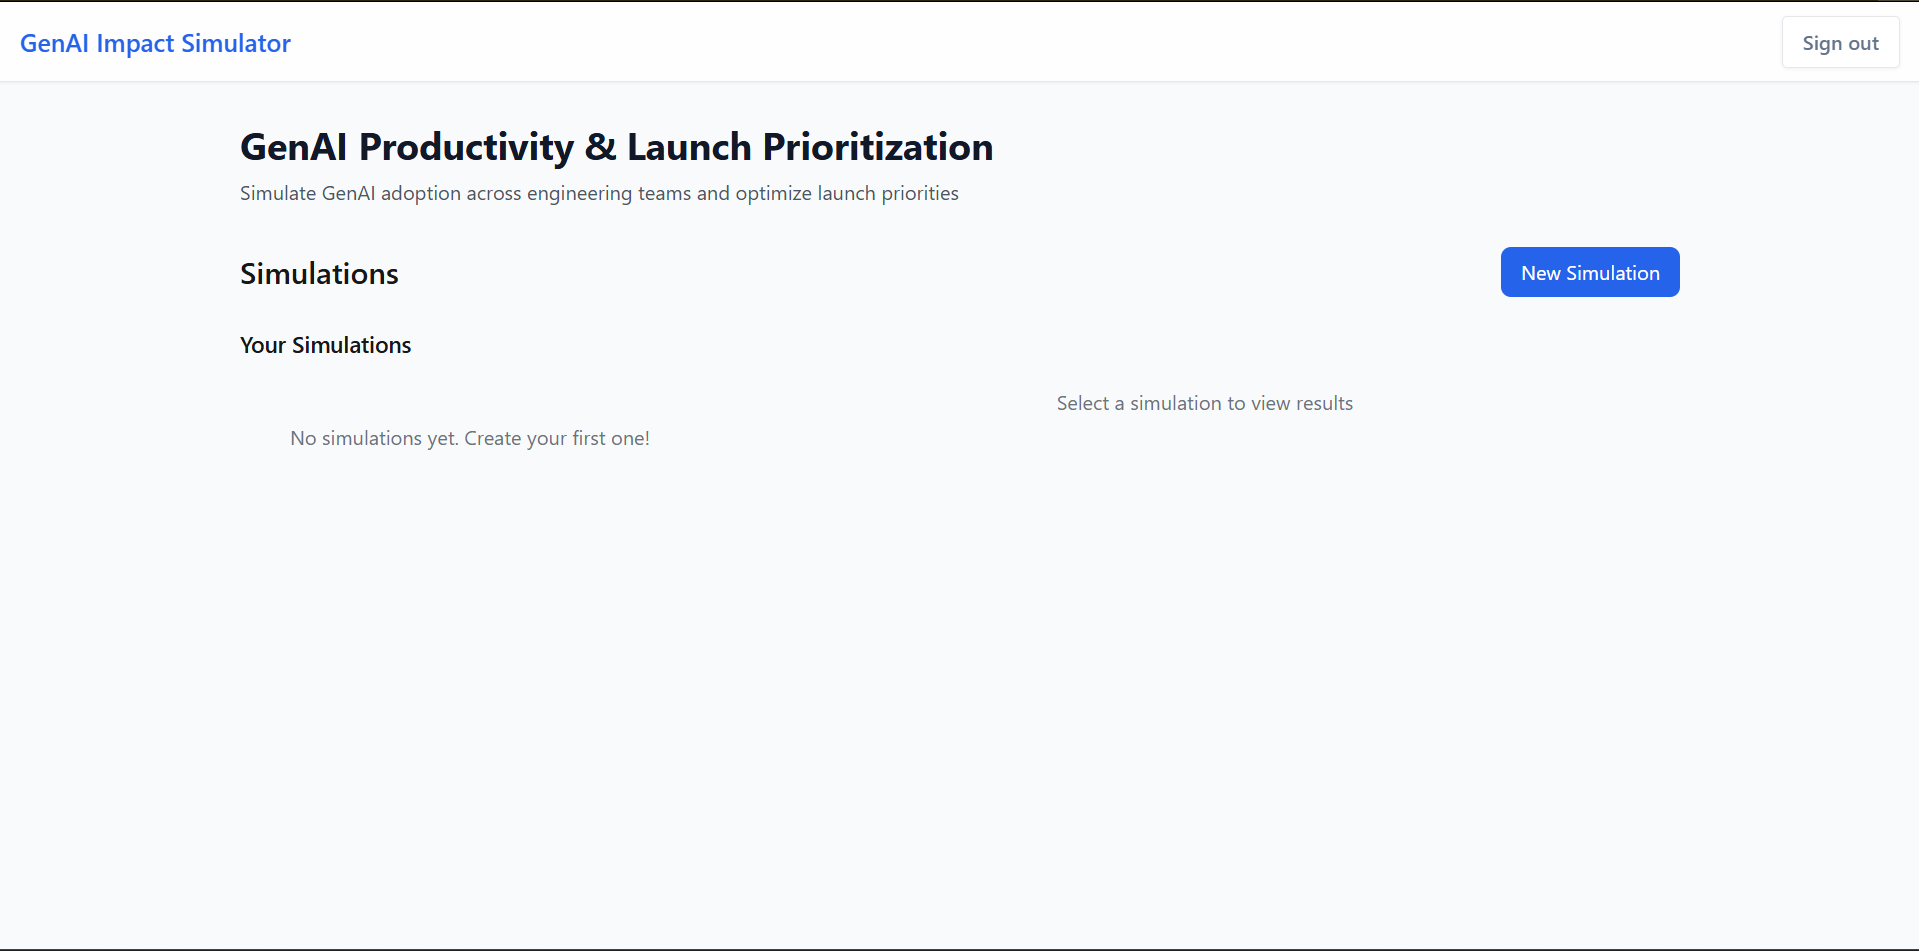 GenAI Impact Simulator
Sign out
GenAI Productivity & Launch Prioritization
Simulate GenAI adoption across engineering teams and optimize launch priorities
Simulations
New Simulation
Your Simulations
Select a simulation to view results
No simulations yet. Create your first one!